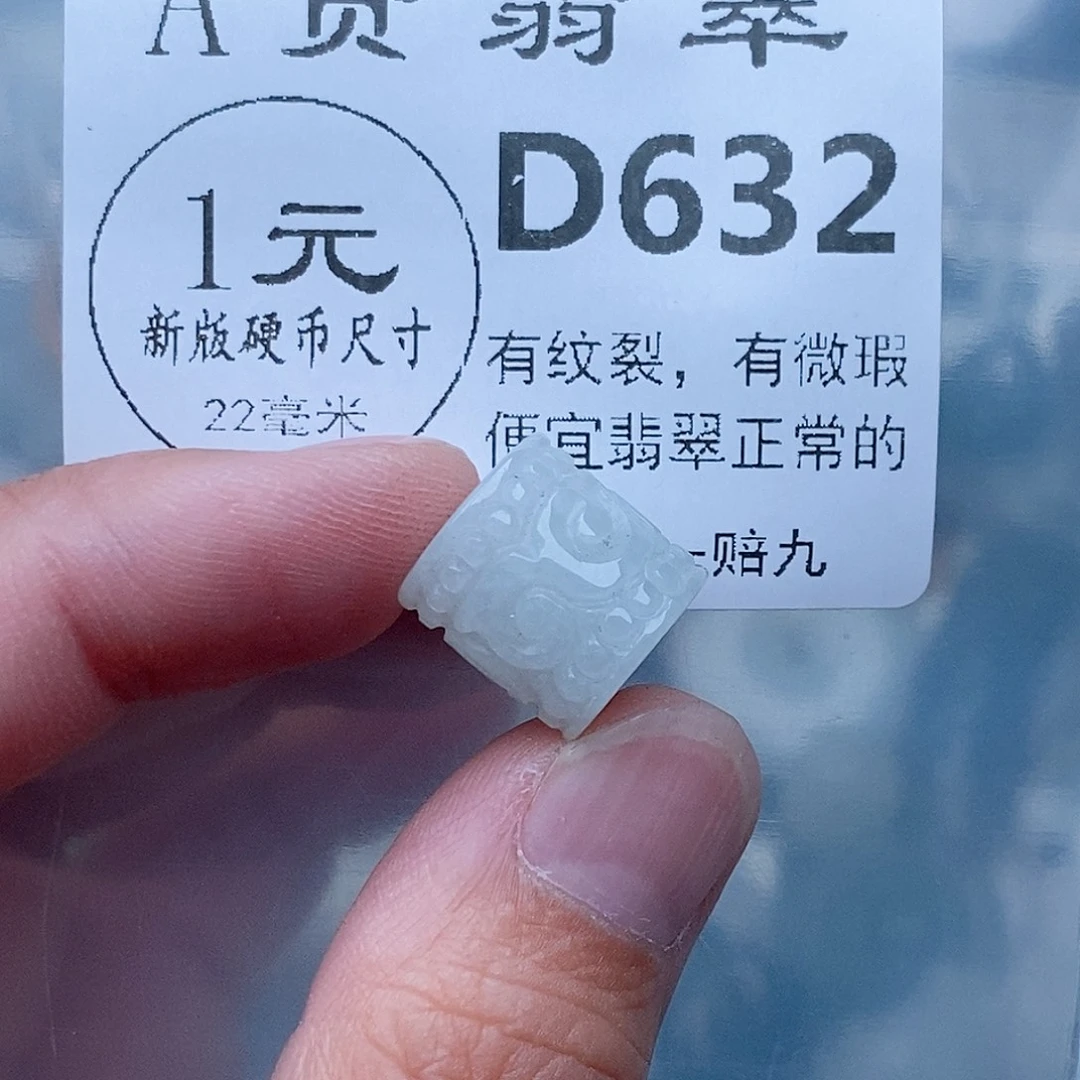 A货翡翠
D632
1元
新版硬币尺寸
22毫米
有纹裂，有微瑕
便宜翡翠正常的
赔九